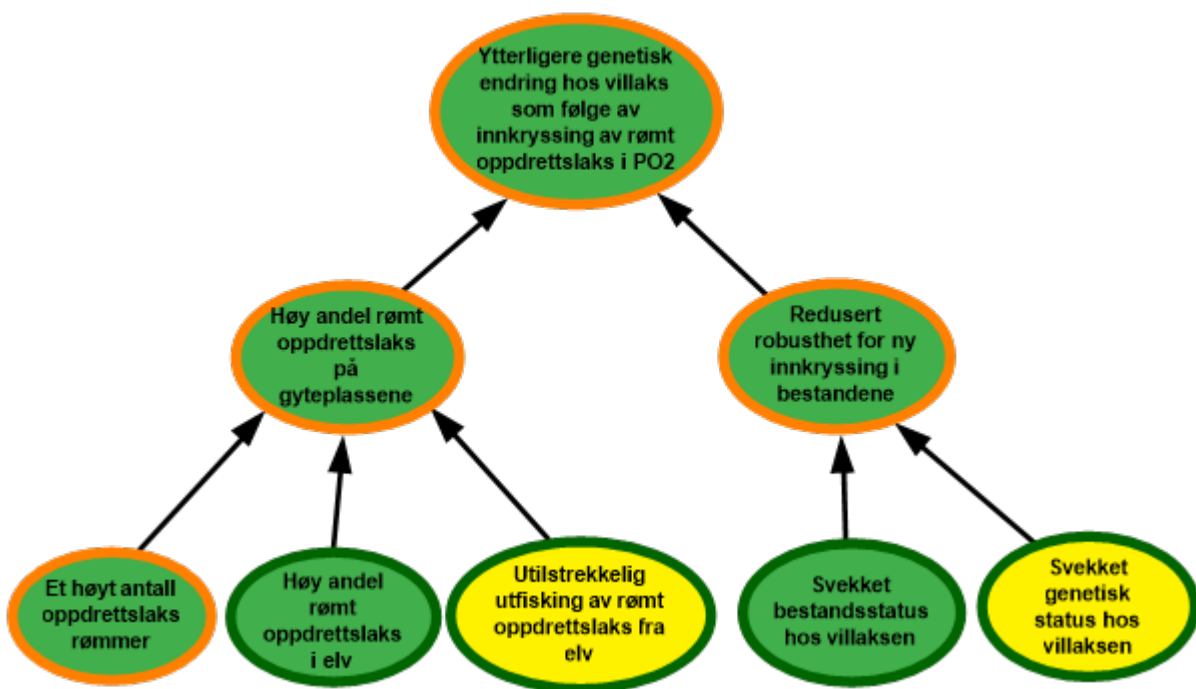 Ytterligere genetisk
endring hos villaks
som følge av
innkryssing av rømt
oppdrettslaks i PO2
Høy andel rømt
oppdrettslaks
på
gyteplassene
Redusert
robusthet for ny
innkryssing i
bestandene
Et høyt antall
oppdrettslaks
rømmer
Høy andel
rømt
oppdrettslaks
i elv
Utilstrekkelig
utfisking av rømt
oppdrettslaks fra
elv
Svekket
bestandsstatus
hos villaksen
Svekket
genetisk
status hos
villaksen